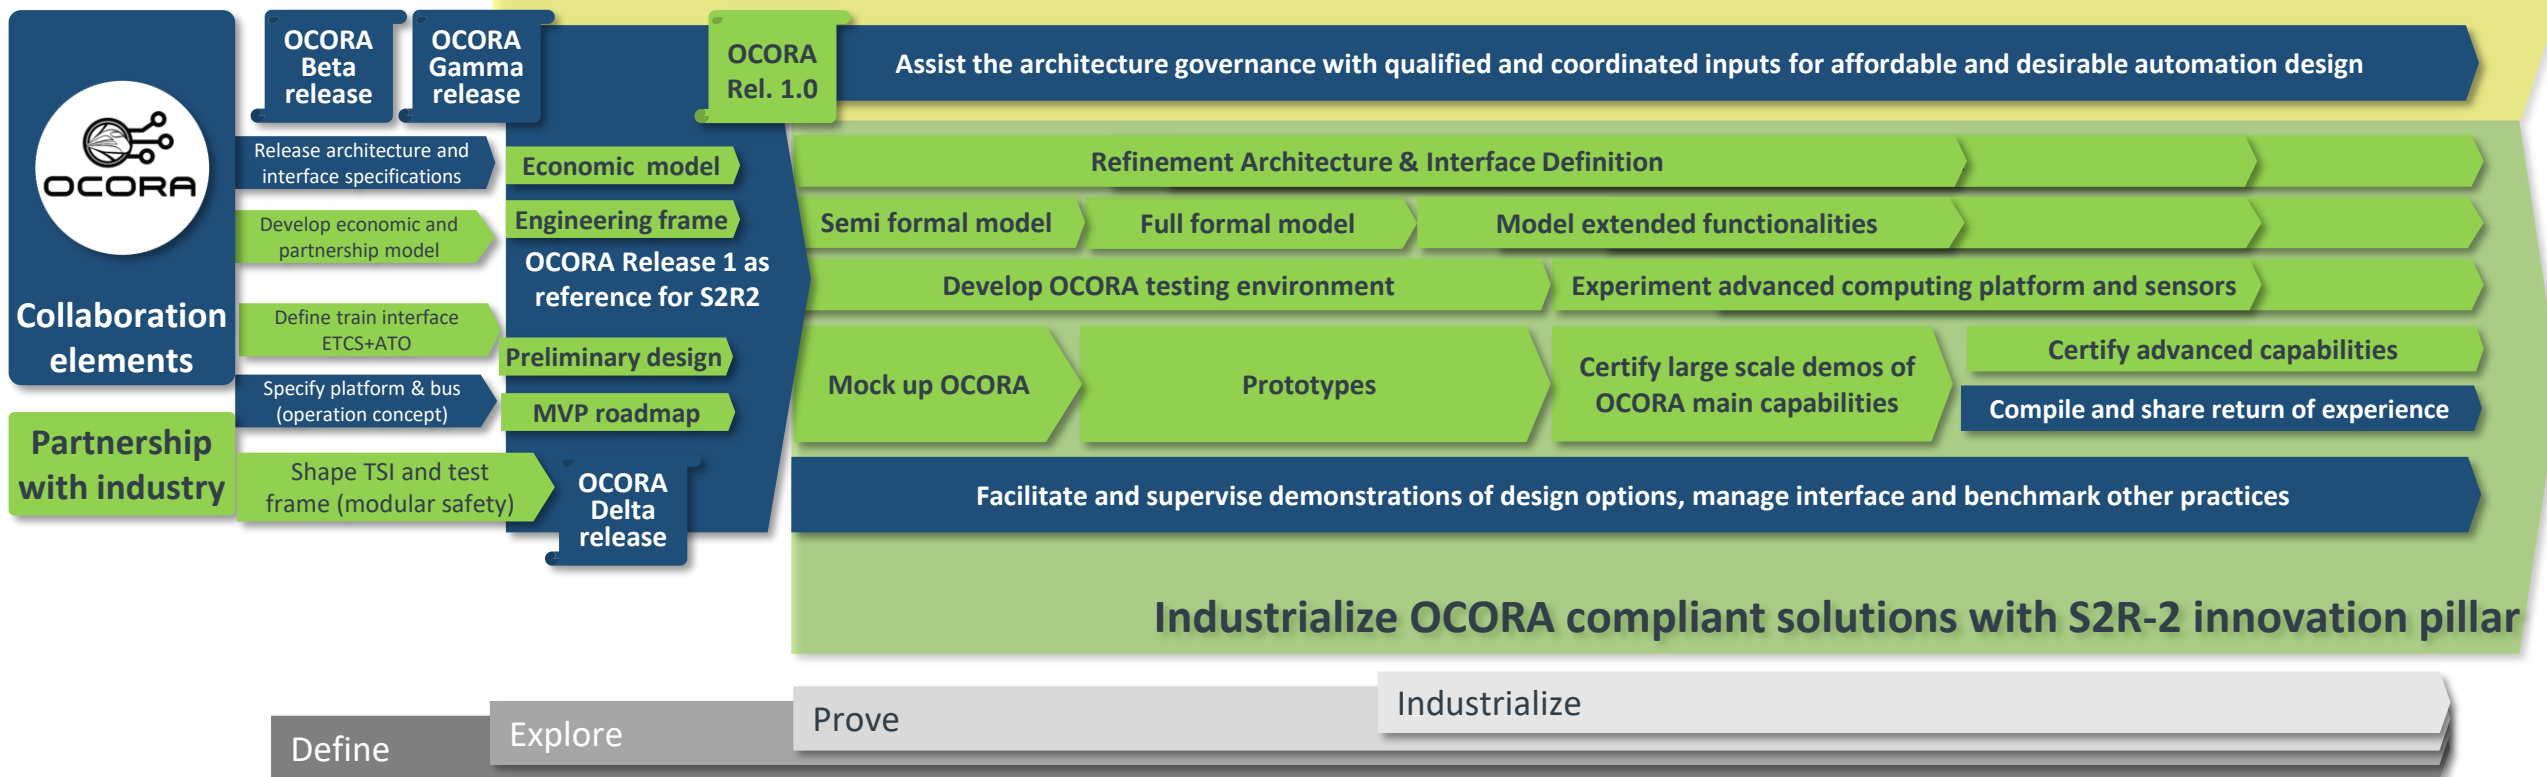 OCORA
Beta
release
OCORA
Gamma
release
OCORA
Rel. 1.0
Assist the architecture governance with qualified and coordinated inputs for affordable and desirable automation design
OCORA
Collaboration
elements
Partnership
with industry
Release architecture and
interface specifications
Develop economic and
partnership model
Define train interface
ETCS+ATO
Specify platform & bus
(operation concept)
Shape TSI and test
frame (modular safety)
Economic model
Engineering frame
OCORA Release 1 as
reference for S2R2
Preliminary design
MVP roadmap
OCORA
Delta
release
Refinement Architecture & Interface Definition
Semi formal model
Full formal model
Model extended functionalities
Develop OCORA testing environment
Experiment advanced computing platform and sensors
Mock up OCORA
Prototypes
Certify large scale demos of
OCORA main capabilities
Certify advanced capabilities
Compile and share return of experience
Facilitate and supervise demonstrations of design options, manage interface and benchmark other practices
Industrialize OCORA compliant solutions with S2R-2 innovation pillar
Define
Explore
Prove
Industrialize